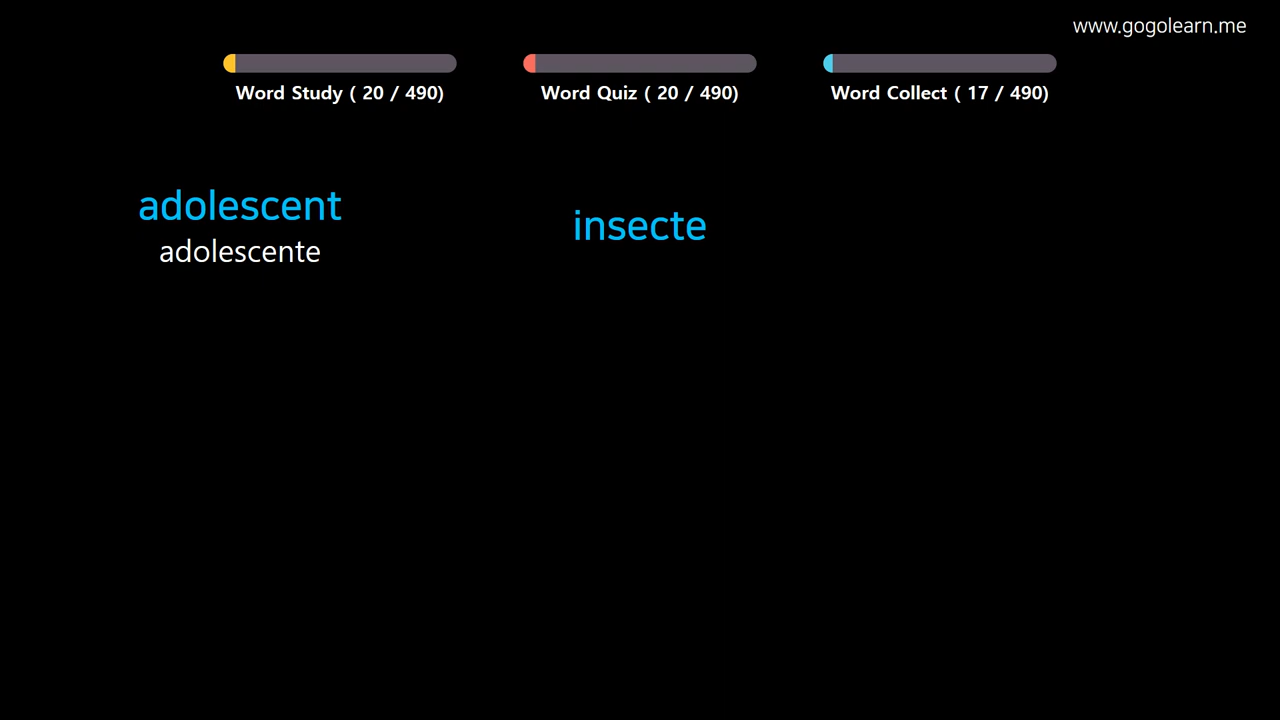 www.gogolearn.me
Word Study ( 20 / 490)
Word Quiz ( 20 / 490)
Word Collect ( 17 / 490)
adolescent
adolescente
insecte